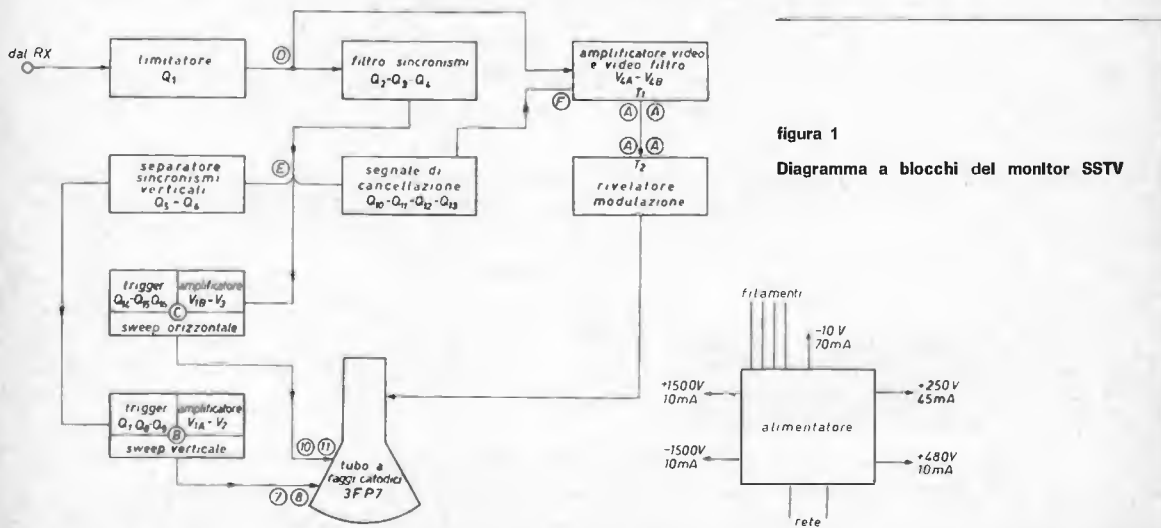 dal RX
limitatore
Q1
D
filtro sincronismi
Q2-Q3-Q4
amplificatore video
e video filtro
V4A - V4B
T1
F
A A
A A
T2
rivelatore
modulazione
separatore
sincronismi
verticali
Q5 - Q6
E
segnale di
cancellazione
Q10-Q11-Q12-Q13
trigger
Q14-Q15 Q16
amplificatore
V1B - V3
C
sweep orizzontale
trigger
Q7 Q8-Q9
amplificatore
V1A - V2
B
sweep verticale
10 11
7 8
tubo a
raggi catodici
3FP7
figura 1
Diagramma a blocchi del monitor SSTV
filamenti
-10 V
70mA
+1500V
10mA
+250V
45mA
alimentatore
-1500V
10mA
+480V
10mA
rete